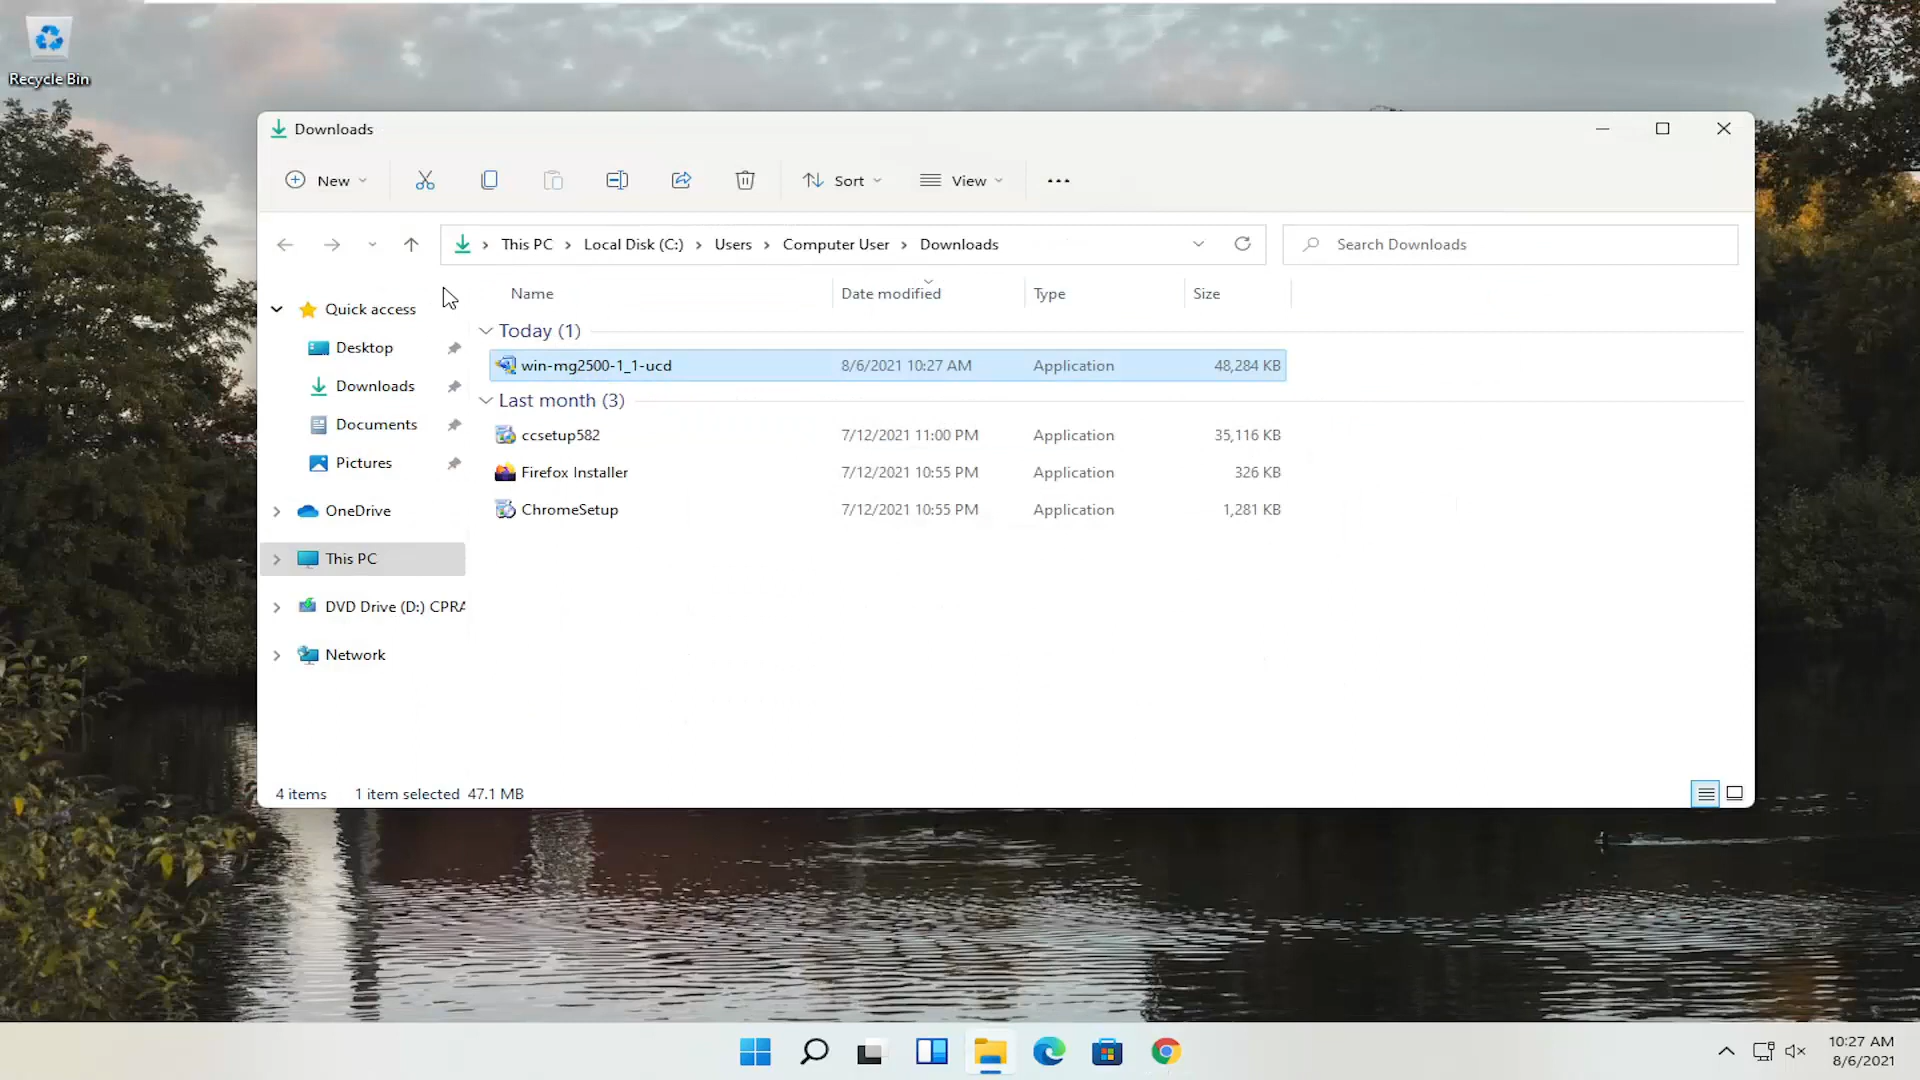 Recycle Bin
Downloads
New
Sort
View
This PC > Local Disk (C:) > Users > Computer User > Downloads
Search Downloads
Name Date modified Type Size
Quick access
Desktop
Downloads
Documents
Pictures
OneDrive
This PC
DVD Drive (D:) CPRA
Network
Today (1)
win-mg2500-1_1-ucd 8/6/2021 10:27 AM Application 48,284 KB
Last month (3)
ccsetup582 7/12/2021 11:00 PM Application 35,116 KB
Firefox Installer 7/12/2021 10:55 PM Application 326 KB
ChromeSetup 7/12/2021 10:55 PM Application 1,281 KB
4 items 1 item selected 47.1 MB
10:27 AM
8/6/2021